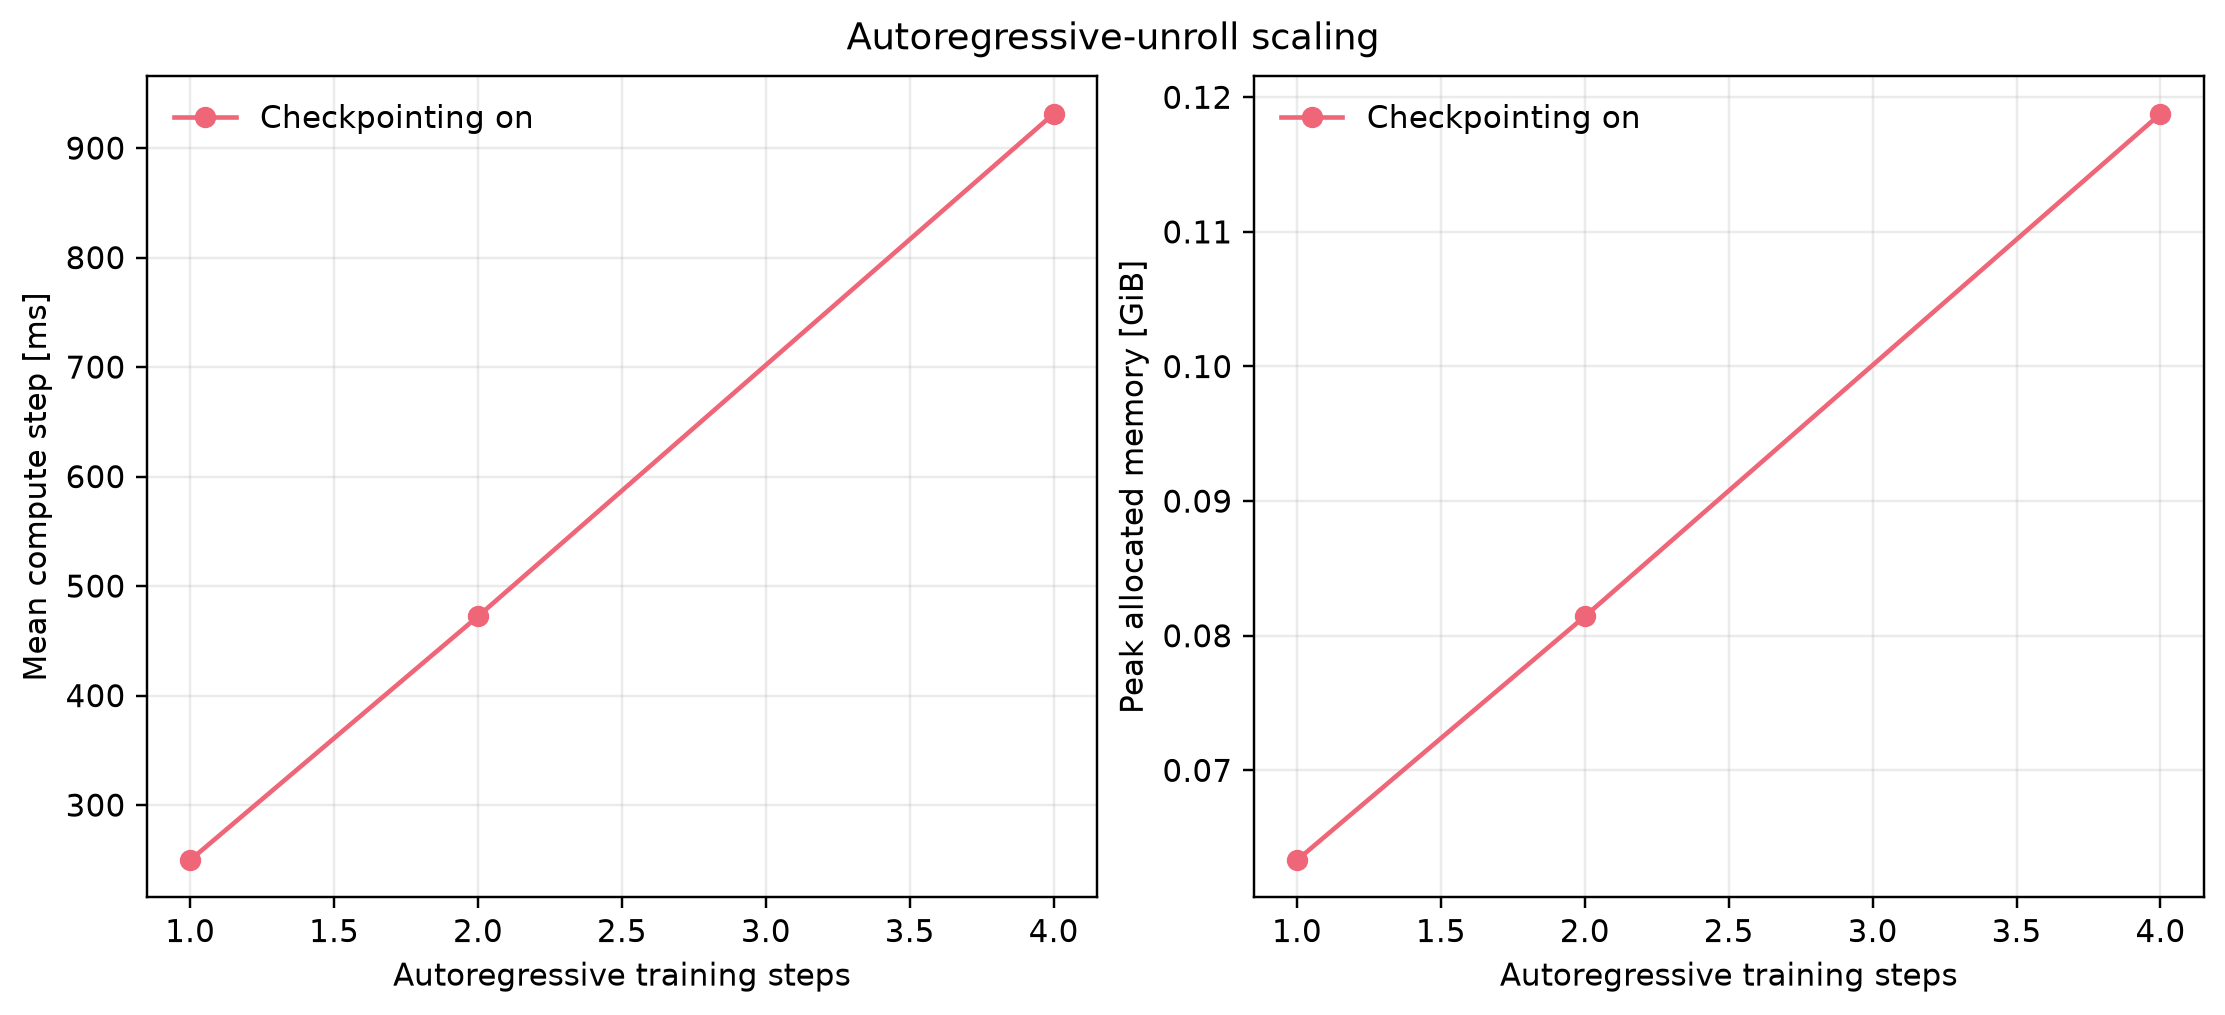 Autoregressive-unroll scaling
Checkpointing on
900
800
700
600
500
400
300
Mean compute step [ms]
1.0 1.5 2.0 2.5 3.0 3.5 4.0
Autoregressive training steps
Checkpointing on
0.12
0.11
0.10
0.09
0.08
0.07
Peak allocated memory [GiB]
1.0 1.5 2.0 2.5 3.0 3.5 4.0
Autoregressive training steps